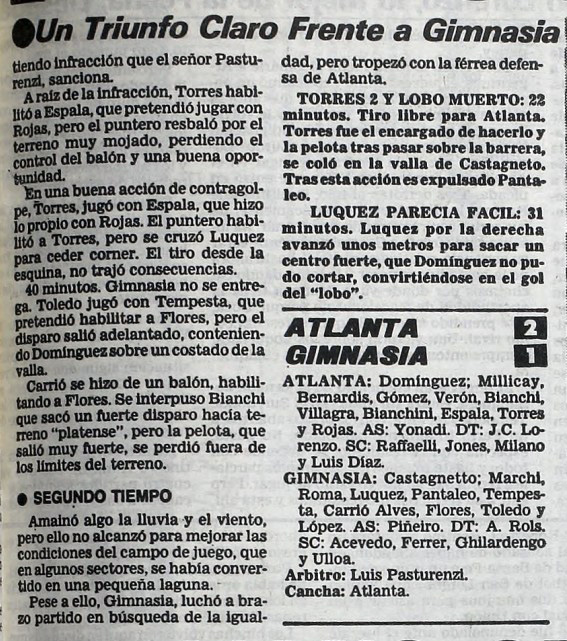 ●Un Triunfo Claro Frente a Gimnasia
tiendo infracción que el señor Pastu-
renzi, sanciona.
A raíz de la infracción, Torres habi-
litó a Espala, que pretendió jugar con
Rojas, pero el puntero resbaló por el
terreno muy mojado, perdiendo el
control del balón y una buena opor-
tunidad.
En una buena acción de contragol-
pe, Torres, jugó con Espala, que hizo
lo propio con Rojas. El puntero habi-
litó a Torres, pero se cruzó Luquez
para ceder corner. El tiro desde la
esquina, no trajó consecuencias.
40 minutos. Gimnasia no se entre-
ga. Toledo jugó con Tempesta, que
pretendió habilitar a Flores, pero el
disparo salió adelantado, contenien-
do Domínguez sobre un costado de la
valla.
Carrió se hizo de un balón, habili-
tando a Flores. Se interpuso Bianchi
que sacó un fuerte disparo hacía te-
rreno "platense", pero la pelota, que
salió muy fuerte, se perdió fuera de
los límites del terreno.
● SEGUNDO TIEMPO
Amainó algo la lluvia y el viento,
pero ello no alcanzó para mejorar las
condiciones del campo de juego, que
en algunos sectores, se había conver-
tido en una pequeña laguna.
Pese a ello, Gimnasia, luchó a bra-
zo partido en búsqueda de la igual-
dad, pero tropezó con la férrea defen-
sa de Atlanta.
TORRES 2 Y LOBO MUERTO: 22
minutos. Tiro libre para Atlanta.
Torres fue el encargado de hacerlo y
la pelota tras pasar sobre la barrera,
se coló en la valla de Castagneto.
Tras esta acción es expulsado Panta-
leo.
LUQUEZ PARECIA FACIL: 31
minutos. Luquez por la derecha
avanzó unos metros para sacar un
centro fuerte, que Domínguez no pu-
do cortar, convirtiéndose en el gol
del "lobo".
ATLANTA 2
GIMNASIA 1
ATLANTA: Domínguez; Millicay,
Bernardis, Gómez, Verón, Bianchi,
Villagra, Bianchini, Espala, Torres
y Rojas. AS: Yonadi. DT: J.C. Lo-
renzo. SC: Raffaelli, Jones, Milano
y Luis Díaz.
GIMNASIA: Castagnetto; Marchi,
Roma, Luquez, Pantaleo, Tempes-
ta, Carrió Alves, Flores, Toledo y
López. AS: Piñeiro. DT: A. Rols.
SC: Acevedo, Ferrer, Ghilardengo
y Ulloa.
Arbitro: Luis Pasturenzi.
Cancha: Atlanta.